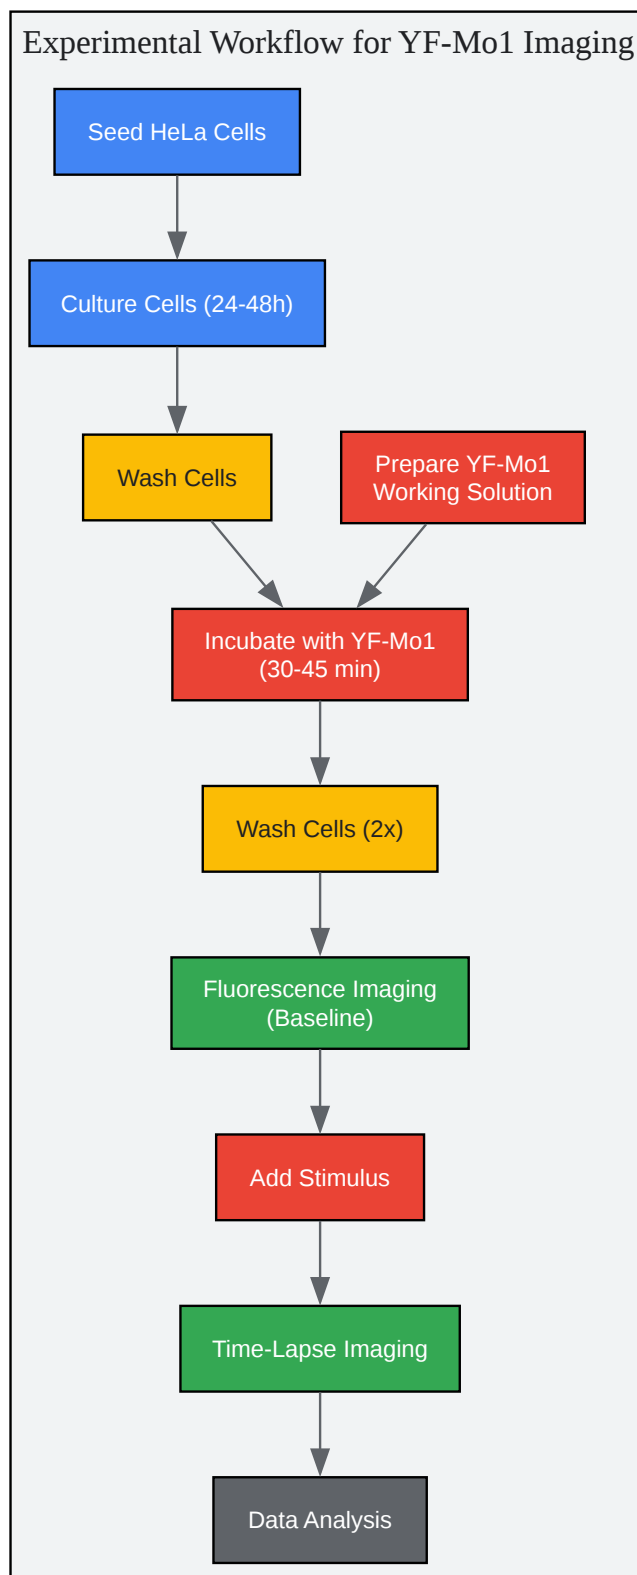 Experimental Workflow for YF-Mo1 Imaging
Seed HeLa Cells
Culture Cells (24-48h)
Wash Cells
Prepare YF-Mo1
Working Solution
Incubate with YF-Mo1
(30-45 min)
Wash Cells (2x)
Fluorescence Imaging
(Baseline)
Add Stimulus
Time-Lapse Imaging
Data Analysis